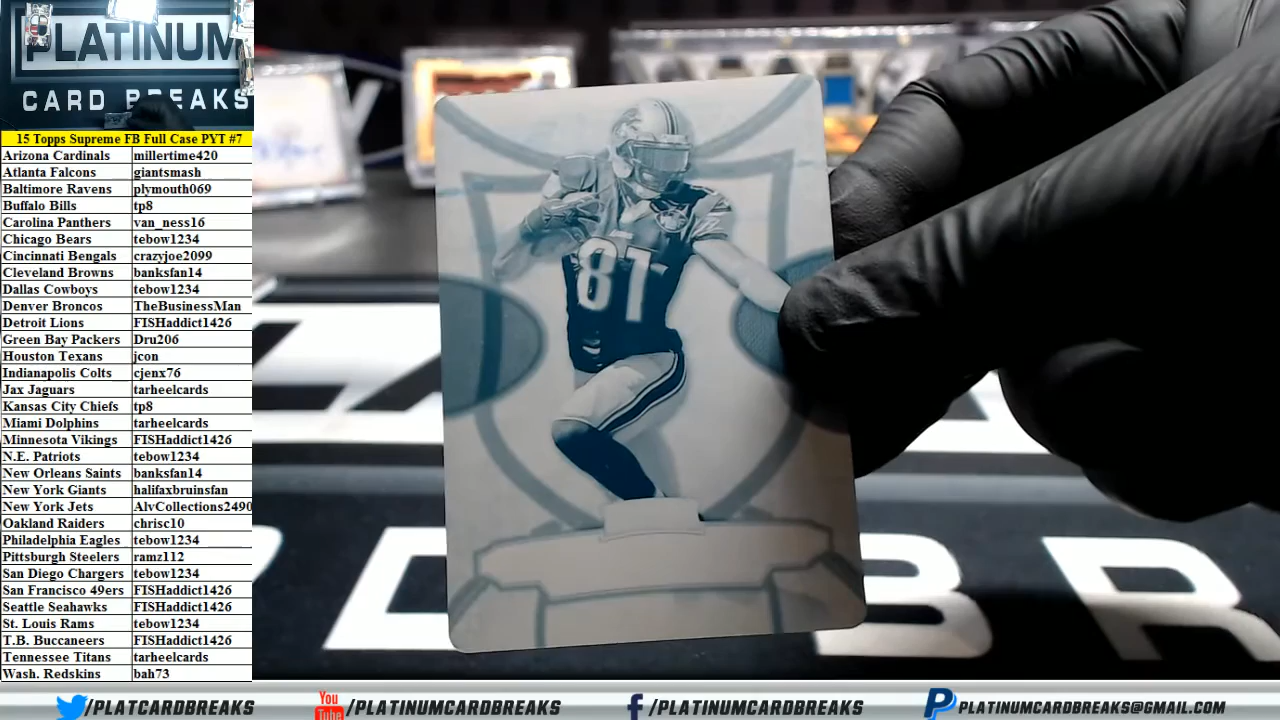 PLATINUM
CARD BREAKS
15 Topps Supreme FB Full Case PYT #7
Arizona Cardinals millertime420
Atlanta Falcons giantsmash
Baltimore Ravens plymouth069
Buffalo Bills tp8
Carolina Panthers van_ness16
Chicago Bears tebow1234
Cincinnati Bengals crazyjoe2099
Cleveland Browns banksfan14
Dallas Cowboys tebow1234
Denver Broncos TheBusinessMan
Detroit Lions FISHaddict1426
Green Bay Packers Dru206
Houston Texans jcon
Indianapolis Colts cjenx76
Jax Jaguars tarheelcards
Kansas City Chiefs tp8
Miami Dolphins tarheelcards
Minnesota Vikings FISHaddict1426
N.E. Patriots tebow1234
New Orleans Saints banksfan14
New York Giants halifaxbruinsfan
New York Jets AlvCollections2490
Oakland Raiders chrisc10
Philadelphia Eagles tebow1234
Pittsburgh Steelers ramz112
San Diego Chargers tebow1234
San Francisco 49ers FISHaddict1426
Seattle Seahawks FISHaddict1426
St. Louis Rams tebow1234
T.B. Buccaneers FISHaddict1426
Tennessee Titans tarheelcards
Wash. Redskins bah73
81
BR
/PLATCARDBREAKS
You
Tube
/PLATINUMCARDBREAKS
f/PLATINUMCARDBREAKS
P PLATINUMCARDBREAKS@GMAIL.COM